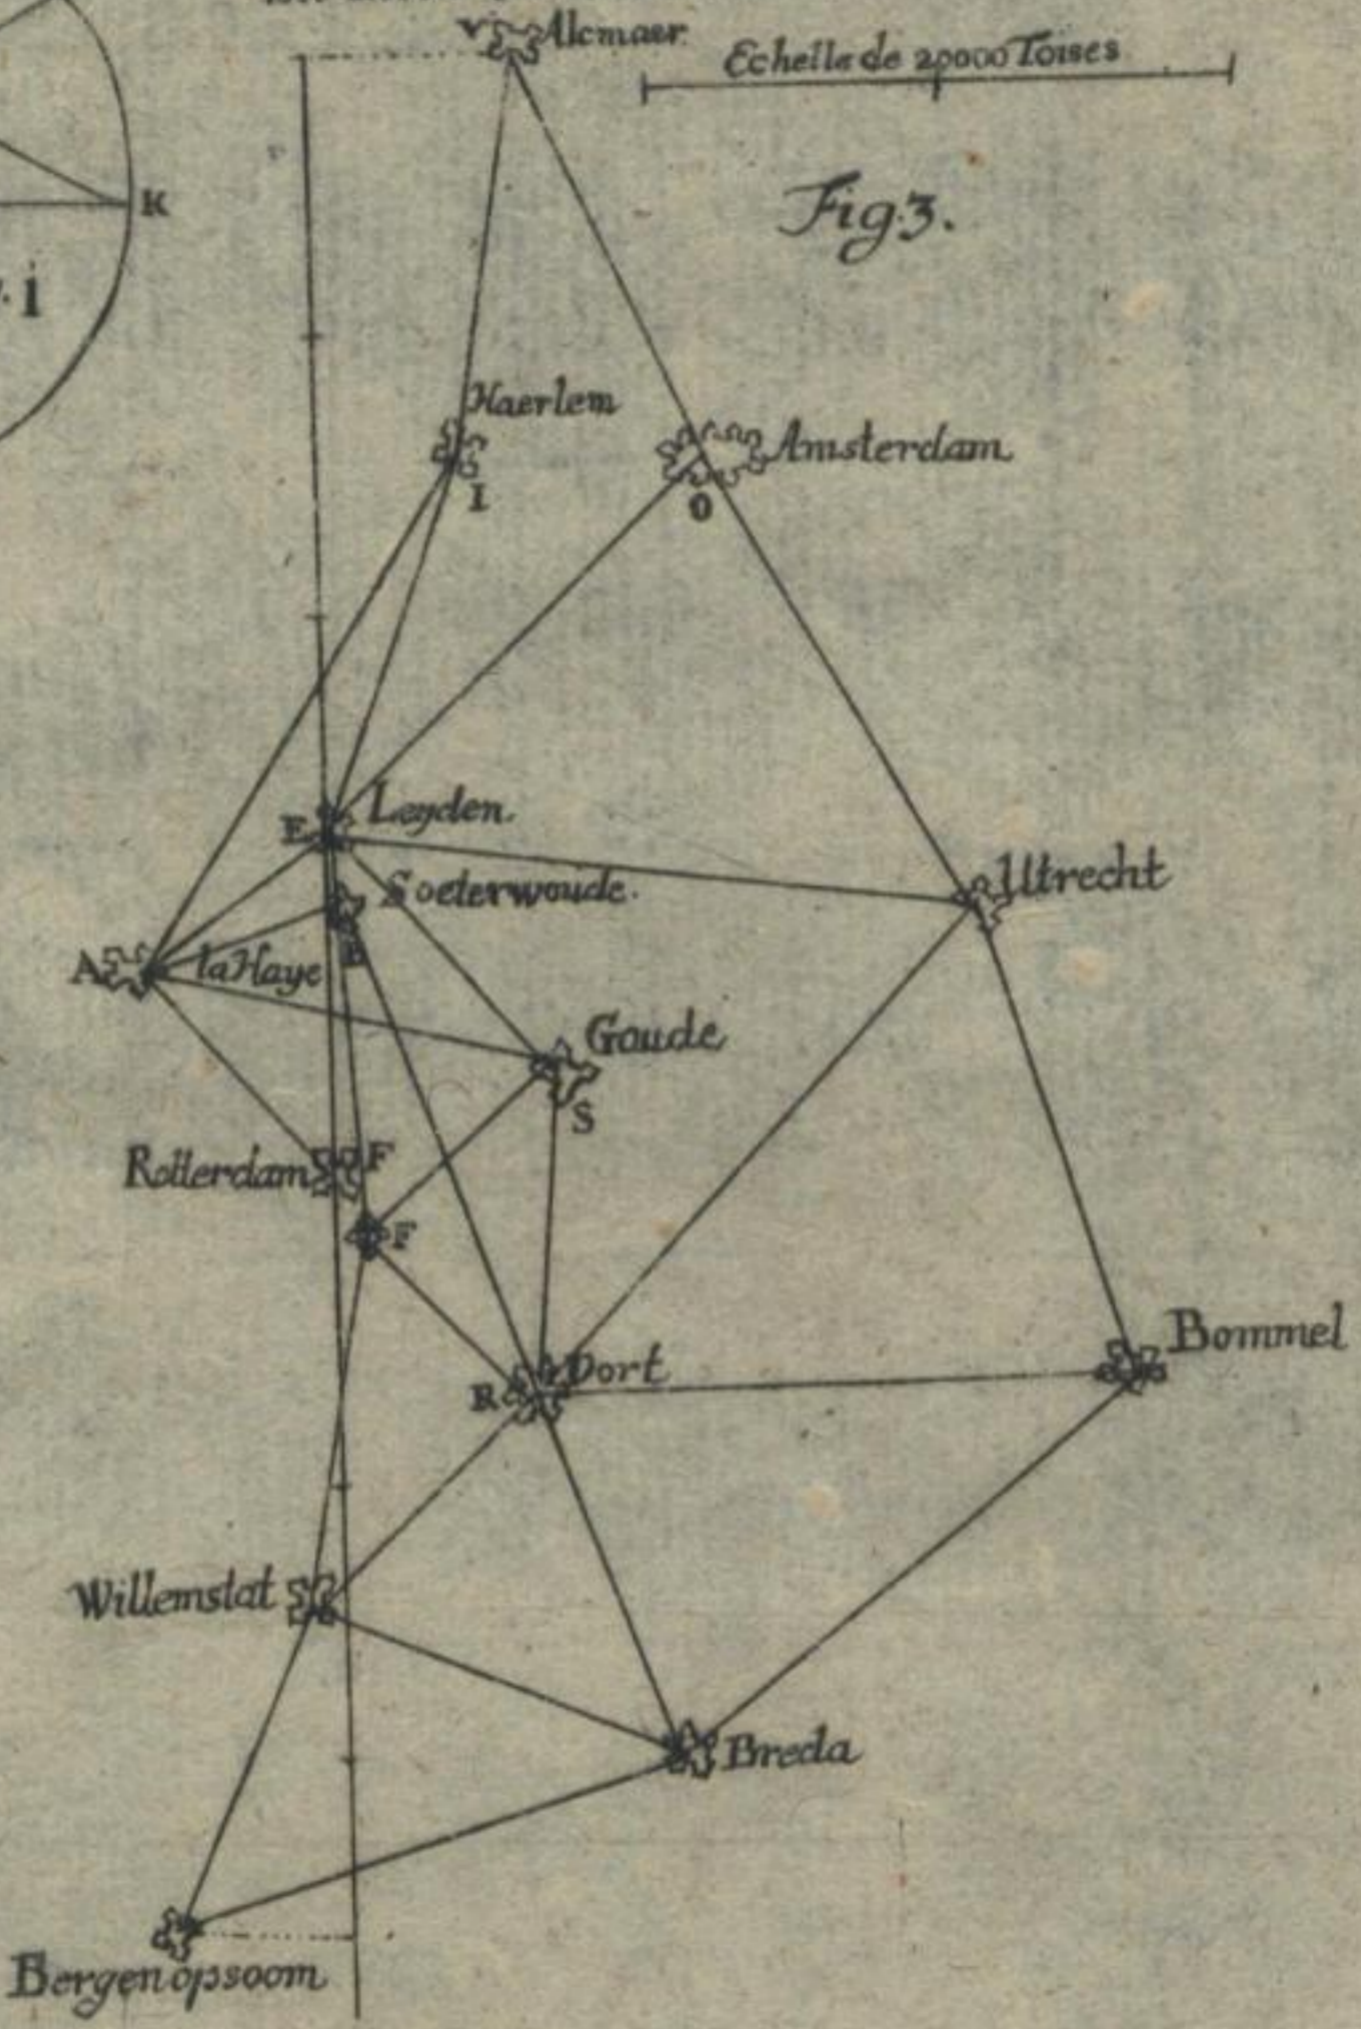 Alcmaer
Echelle de 20000 Toises
K
Fig. 3.
i
Haerlem
I
Amsterdam
O
E
Leyden.
Soeterwoude.
Utrecht
A
la Haye
B
Goude
S
Rotterdam
F
F
Bommel
R
Dort
Willemstat
Breda
Bergenopsoom